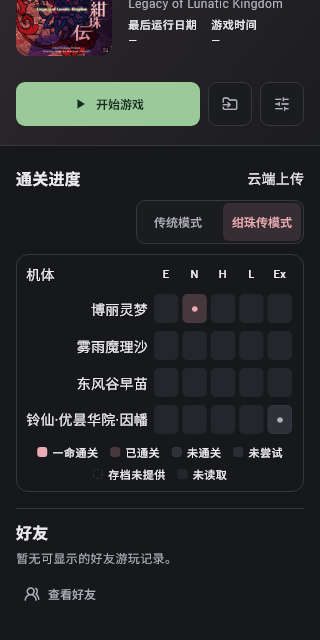 Legacy of Lunatic Kingdom
紺珠伝
最后运行日期 游戏时间
– –
开始游戏
通关进度 云端上传
传统模式 绀珠传模式
机体 E N H L Ex
博丽灵梦
雾雨魔理沙
东风谷早苗
铃仙·优昙华院·因幡
一命通关 已通关 未通关 未尝试
存档未提供 未读取
好友
暂无可显示的好友游玩记录。
查看好友